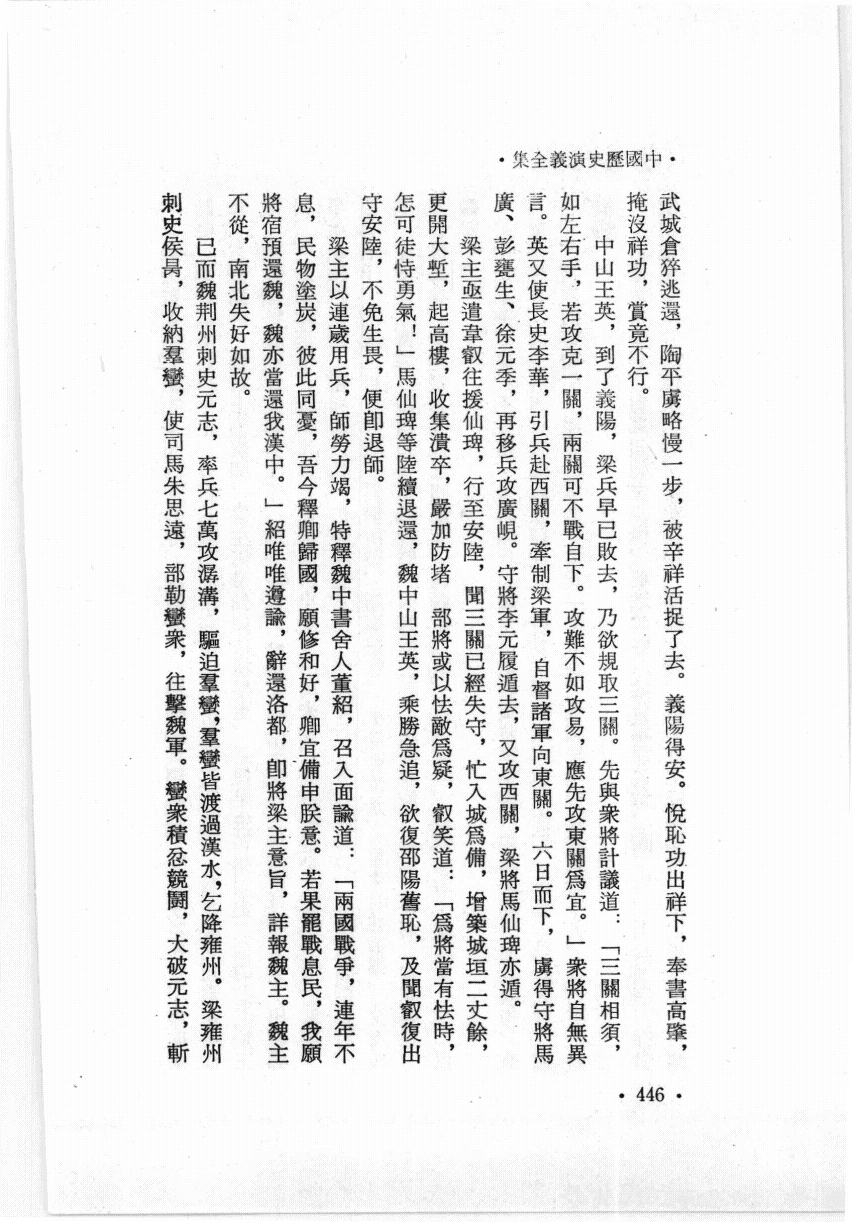 ·中國歷史演義全集·
武城倉猝逃還，陶平虜略慢一步，被辛祥活捉了去。義陽得安。悅恥功出祥下，奉書高肇，
掩沒祥功，賞竟不行。
中山王英，到了義陽，梁兵早已敗去，乃欲規取三關。先與衆將計議道：「三關相須，
如左右手，若攻克一關，兩關可不戰自下。攻難不如攻易，應先攻東關爲宜。」衆將自無異
言。英又使長史李華，引兵赴西關，牽制梁軍，自督諸軍向東關。六日而下，虜得守將馬
廣、彭甕生、徐元季，再移兵攻廣峴。守將李元履遁去，又攻西關，梁將馬仙琕亦遁。
梁主亟遣韋叡往援仙琕，行至安陸，聞三關已經失守，忙入城爲備，增築城垣二丈餘，
更開大塹，起高樓，收集潰卒，嚴加防堵　部將或以怯敵爲疑，叡笑道：「爲將當有怯時，
怎可徒恃勇氣！」馬仙琕等陸續退還，魏中山王英，乘勝急追，欲復邵陽舊恥，及聞叡復出
守安陸，不免生畏，便卽退師。
梁主以連歲用兵，師勞力竭，特釋魏中書舍人董紹，召入面諭道：「兩國戰爭，連年不
息，民物塗炭，彼此同憂，吾今釋卿歸國，願修和好，卿宜備申朕意。若果罷戰息民，我願
將宿預還魏，魏亦當還我漢中。」紹唯唯遵諭，辭還洛都，卽將梁主意旨，詳報魏主。魏主
不從，南北失好如故。
已而魏荆州刺史元志，率兵七萬攻潺溝，驅迫羣蠻，羣蠻皆渡過漢水，乞降雍州。梁雍州
刺史侯昺，收納羣蠻，使司馬朱思遠，部勒蠻衆，往擊魏軍。蠻衆積忿競鬬，大破元志，斬
·446·